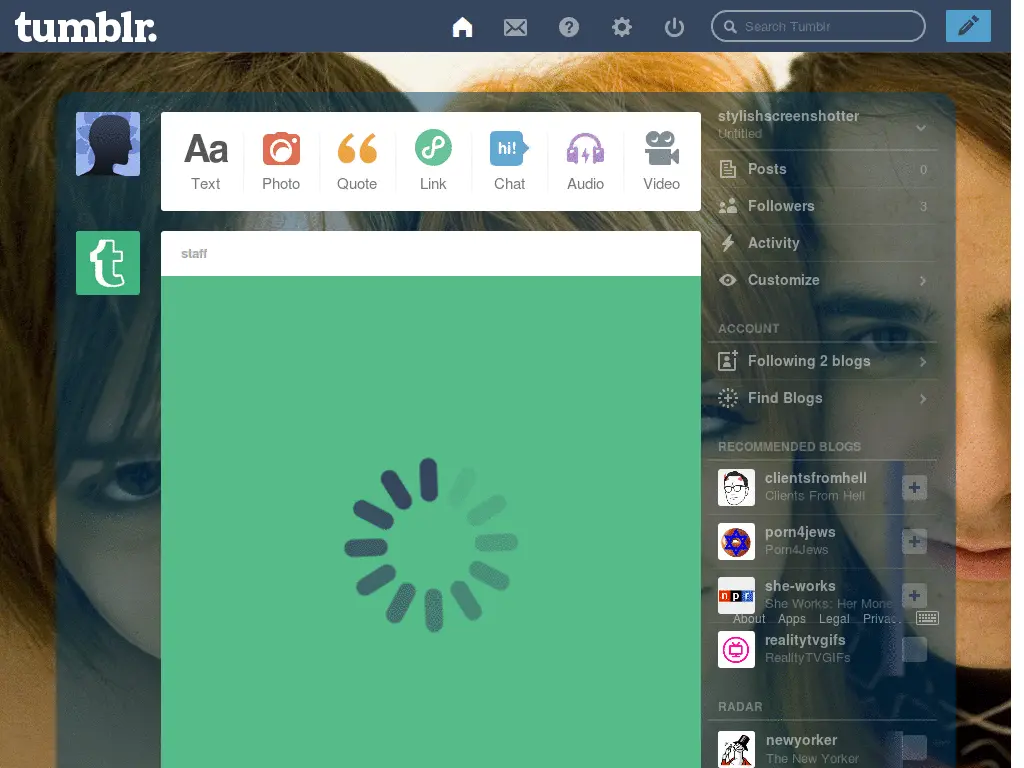 tumblr.
Search Tumblr
Aa
Text
Photo
Quote
Link
hi!
Chat
Audio
Video
staff
stylishscreenshotter
Untitled
Posts 0
Followers 3
Activity
Customize
ACCOUNT
Following 2 blogs
Find Blogs
RECOMMENDED BLOGS
clientsfromhell
Clients From Hell
porn4jews
Porn4Jews
npr
she-works
She Works: Her Mone
About Apps Legal Privac
realitytvgifs
RealityTVGIFs
RADAR
newyorker
The New Yorker